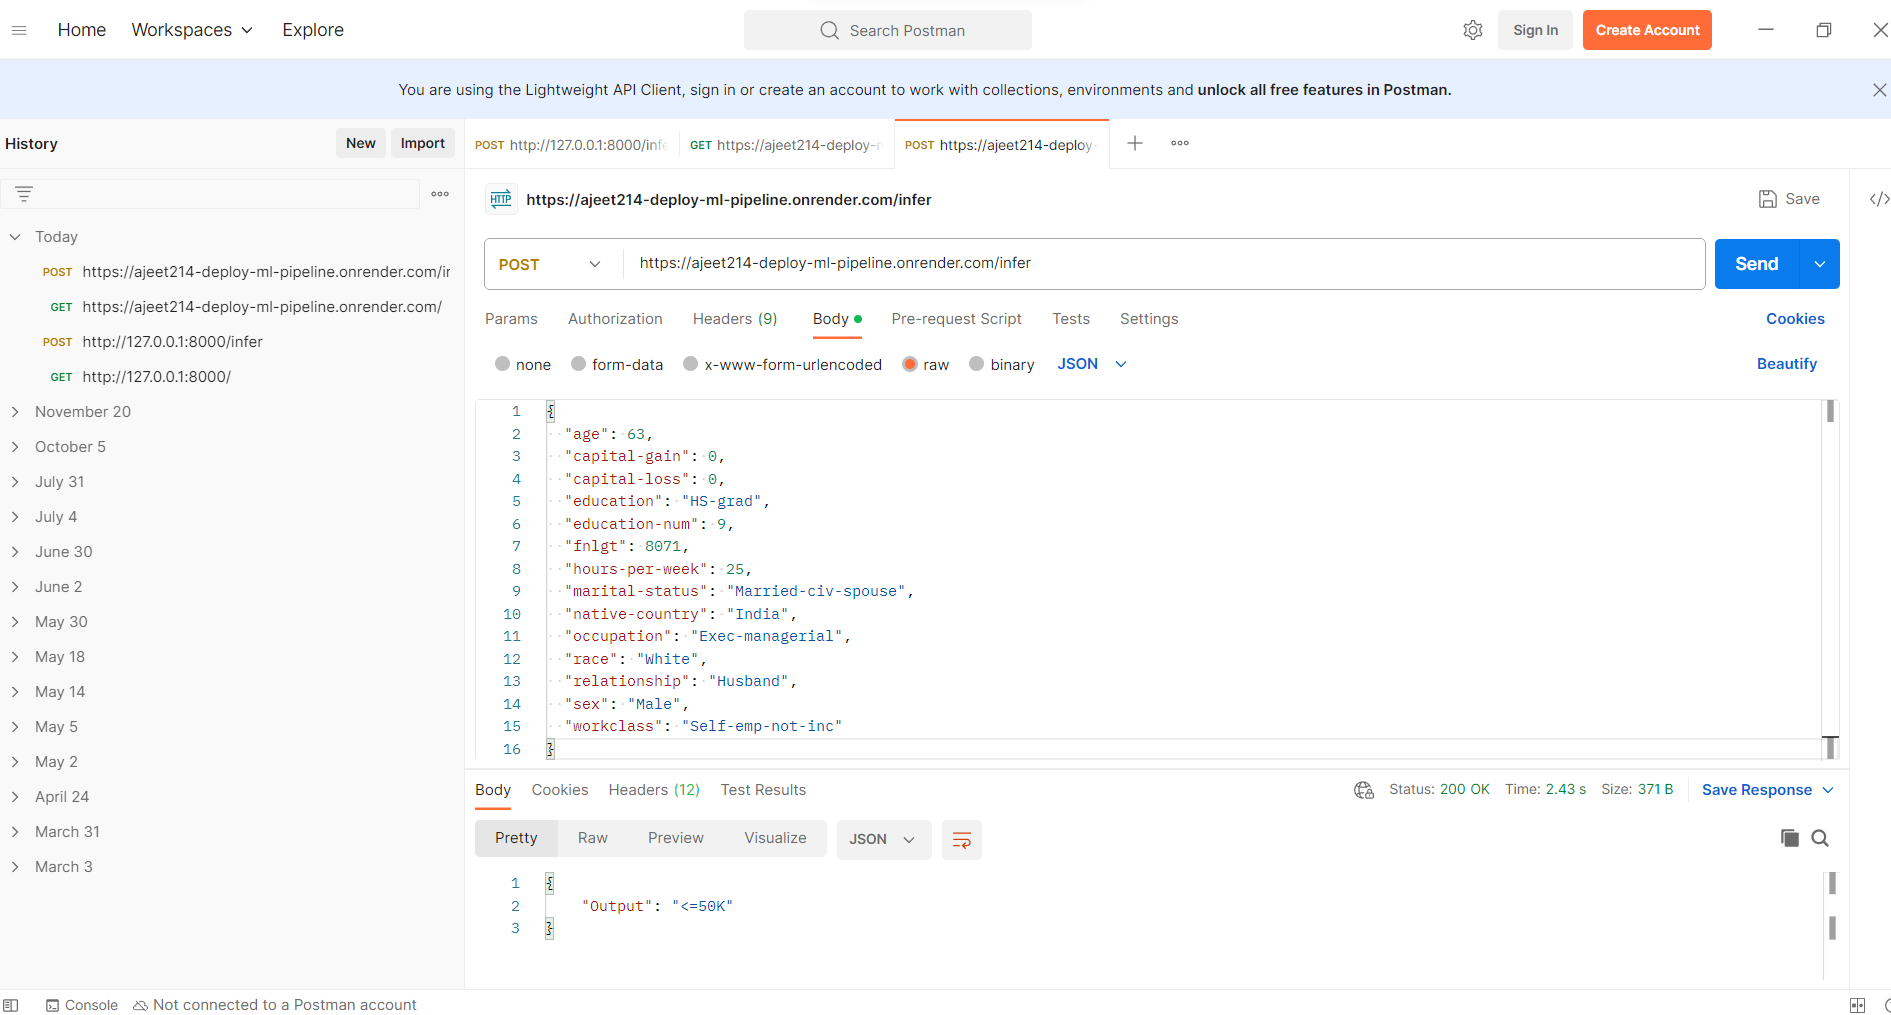 Home Workspaces Explore Search Postman Sign In Create Account
You are using the Lightweight API Client, sign in or create an account to work with collections, environments and unlock all free features in Postman.
History New Import
POST http://127.0.0.1:8000/infe GET https://ajeet214-deploy- POST https://ajeet214-deploy-
HTTP https://ajeet214-deploy-ml-pipeline.onrender.com/infer Save </>
Today
POST https://ajeet214-deploy-ml-pipeline.onrender.com/ir
GET https://ajeet214-deploy-ml-pipeline.onrender.com/
POST http://127.0.0.1:8000/infer
GET http://127.0.0.1:8000/
November 20
October 5
July 31
July 4
June 30
June 2
May 30
May 18
May 14
May 5
May 2
April 24
March 31
March 3
POST https://ajeet214-deploy-ml-pipeline.onrender.com/infer Send
Params Authorization Headers (9) Body Pre-request Script Tests Settings Cookies
none form-data x-www-form-urlencoded raw binary JSON Beautify
1 {
2 "age": 63,
3 "capital-gain": 0,
4 "capital-loss": 0,
5 "education": "HS-grad",
6 "education-num": 9,
7 "fnlgt": 8071,
8 "hours-per-week": 25,
9 "marital-status": "Married-civ-spouse",
10 "native-country": "India",
11 "occupation": "Exec-managerial",
12 "race": "White",
13 "relationship": "Husband",
14 "sex": "Male",
15 "workclass": "Self-emp-not-inc"
16 }
Body Cookies Headers (12) Test Results Status: 200 OK Time: 2.43 s Size: 371 B Save Response
Pretty Raw Preview Visualize JSON
1 {
2 "Output": "<=50K"
3 }
Console Not connected to a Postman account